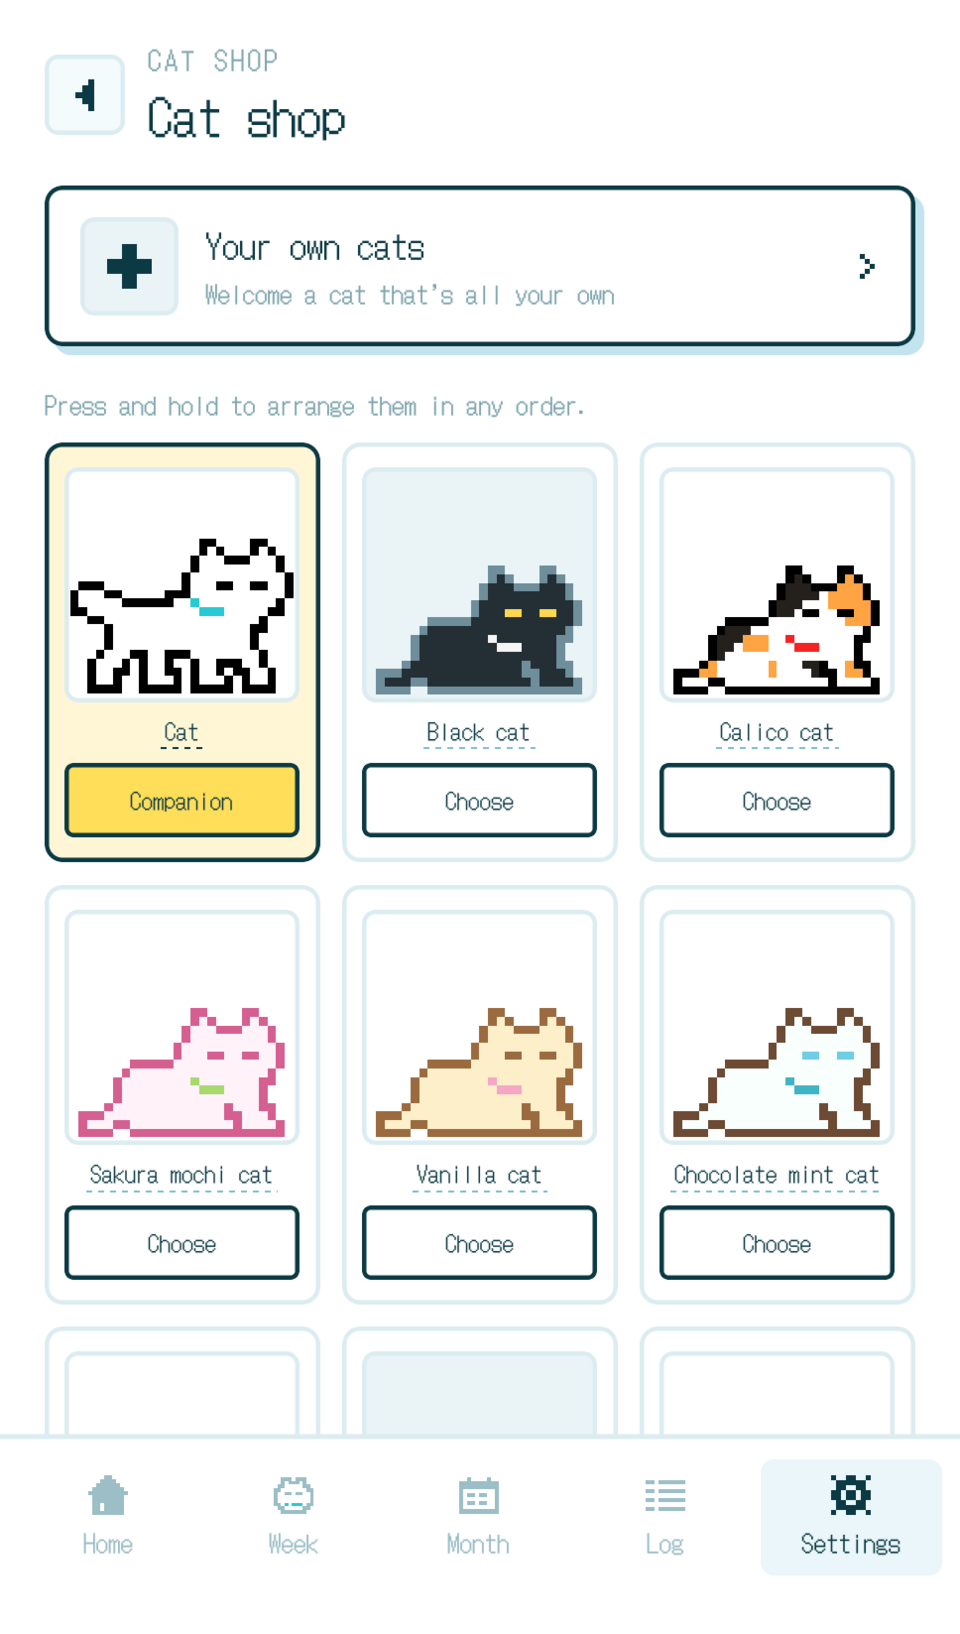 CAT SHOP
Cat shop
Your own cats
Welcome a cat that's all your own
Press and hold to arrange them in any order.
Cat
Black cat
Calico cat
Companion
Choose
Choose
Sakura mochi cat
Vanilla cat
Chocolate mint cat
Choose
Choose
Choose
Home
Week
Month
Log
Settings